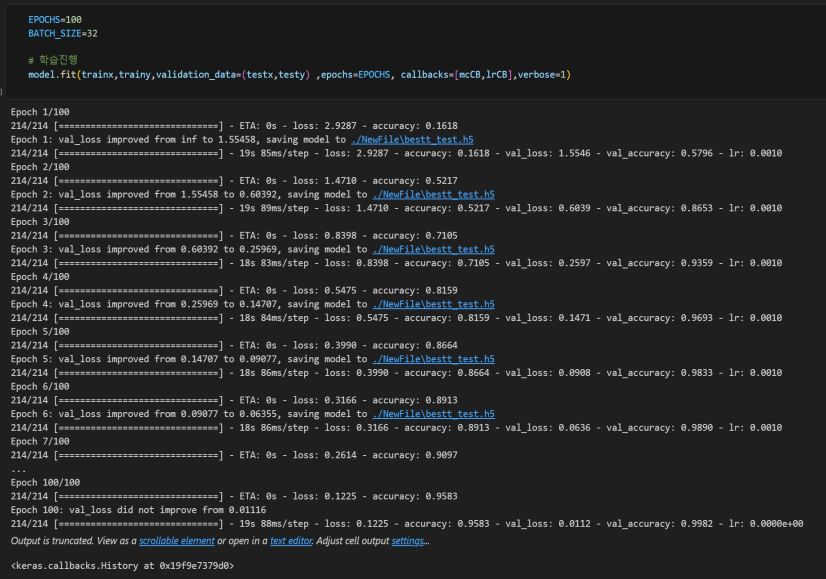 EPOCHS=100
BATCH_SIZE=32
# 학습진행
model.fit(trainx,trainy,validation_data=(testx,testy) ,epochs=EPOCHS, callbacks=[mcCB,lrCB],verbose=1)
Epoch 1/100
214/214 [==============================] - ETA: 0s - loss: 2.9287 - accuracy: 0.1618
Epoch 1: val_loss improved from inf to 1.55458, saving model to ./NewFile\bestt_test.h5
214/214 [==============================] - 19s 85ms/step - loss: 2.9287 - accuracy: 0.1618 - val_loss: 1.5546 - val_accuracy: 0.5796 - lr: 0.0010
Epoch 2/100
214/214 [==============================] - ETA: 0s - loss: 1.4710 - accuracy: 0.5217
Epoch 2: val_loss improved from 1.55458 to 0.60392, saving model to ./NewFile\bestt_test.h5
214/214 [==============================] - 19s 89ms/step - loss: 1.4710 - accuracy: 0.5217 - val_loss: 0.6039 - val_accuracy: 0.8653 - lr: 0.0010
Epoch 3/100
214/214 [==============================] - ETA: 0s - loss: 0.8398 - accuracy: 0.7105
Epoch 3: val_loss improved from 0.60392 to 0.25969, saving model to ./NewFile\bestt_test.h5
214/214 [==============================] - 18s 83ms/step - loss: 0.8398 - accuracy: 0.7105 - val_loss: 0.2597 - val_accuracy: 0.9359 - lr: 0.0010
Epoch 4/100
214/214 [==============================] - ETA: 0s - loss: 0.5475 - accuracy: 0.8159
Epoch 4: val_loss improved from 0.25969 to 0.14707, saving model to ./NewFile\bestt_test.h5
214/214 [==============================] - 18s 84ms/step - loss: 0.5475 - accuracy: 0.8159 - val_loss: 0.1471 - val_accuracy: 0.9693 - lr: 0.0010
Epoch 5/100
214/214 [==============================] - ETA: 0s - loss: 0.3990 - accuracy: 0.8664
Epoch 5: val_loss improved from 0.14707 to 0.09077, saving model to ./NewFile\bestt_test.h5
214/214 [==============================] - 18s 86ms/step - loss: 0.3990 - accuracy: 0.8664 - val_loss: 0.0908 - val_accuracy: 0.9833 - lr: 0.0010
Epoch 6/100
214/214 [==============================] - ETA: 0s - loss: 0.3166 - accuracy: 0.8913
Epoch 6: val_loss improved from 0.09077 to 0.06355, saving model to ./NewFile\bestt_test.h5
214/214 [==============================] - 18s 86ms/step - loss: 0.3166 - accuracy: 0.8913 - val_loss: 0.0636 - val_accuracy: 0.9890 - lr: 0.0010
Epoch 7/100
214/214 [==============================] - ETA: 0s - loss: 0.2614 - accuracy: 0.9097
...
Epoch 100/100
214/214 [==============================] - ETA: 0s - loss: 0.1225 - accuracy: 0.9583
Epoch 100: val_loss did not improve from 0.01116
214/214 [==============================] - 19s 88ms/step - loss: 0.1225 - accuracy: 0.9583 - val_loss: 0.0112 - val_accuracy: 0.9982 - lr: 0.0000e+00
Output is truncated. View as a scrollable element or open in a text editor. Adjust cell output settings...
<keras.callbacks.History at 0x19f9e7379d0>